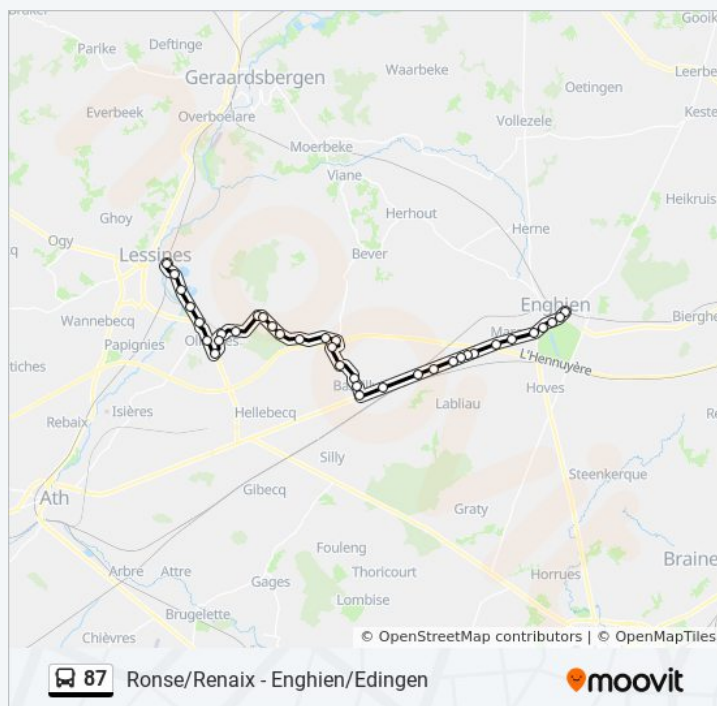 Gooik
braker
Deftinge
Parike
Geraardsbergen
Waarbeke
Leerbe
Oetingen
Everbeek
Overboelare
Vollezele
Keste
Moerbeke
Viane
Herhout
Heikruis
Ghoy
Herne
Ogy
Lessines
Bever
Enghien
Wannebecq
Bierghe
Papignies
L'Hennuyère
tiches
Hoves
Isières
Hellebecq
Labliau
Rebaix
Silly
Steenkerque
Gibecq
Ath
Graty
Fouleng
Braine
Arbre
Attre
Thoricourt
Horrues
Gages
Lombise
Brugelette
Chièvres
© OpenStreetMap contributors | © OpenMapTiles
87 Ronse/Renaix - Enghien/Edingen
moovit